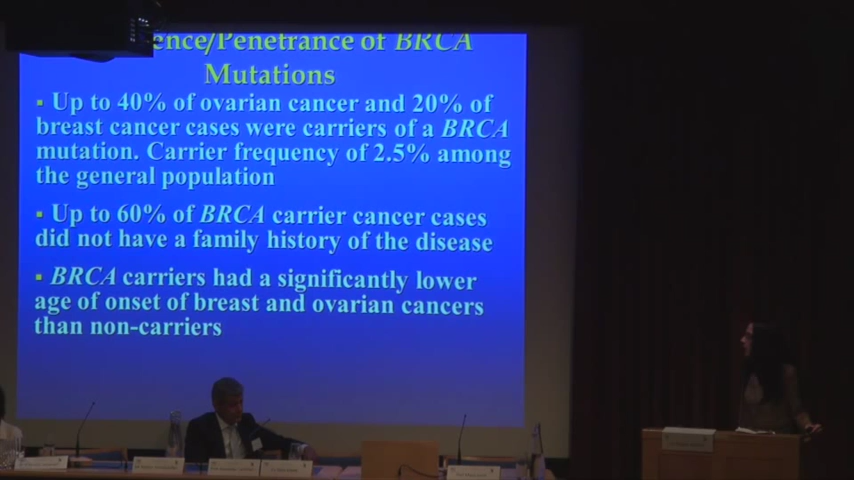 ence/Penetrance of BRCA
Mutations
▪ Up to 40% of ovarian cancer and 20% of
breast cancer cases were carriers of a BRCA
mutation. Carrier frequency of 2.5% among
the general population
▪ Up to 60% of BRCA carrier cancer cases
did not have a family history of the disease
▪ BRCA carriers had a significantly lower
age of onset of breast and ovarian cancers
than non-carriers